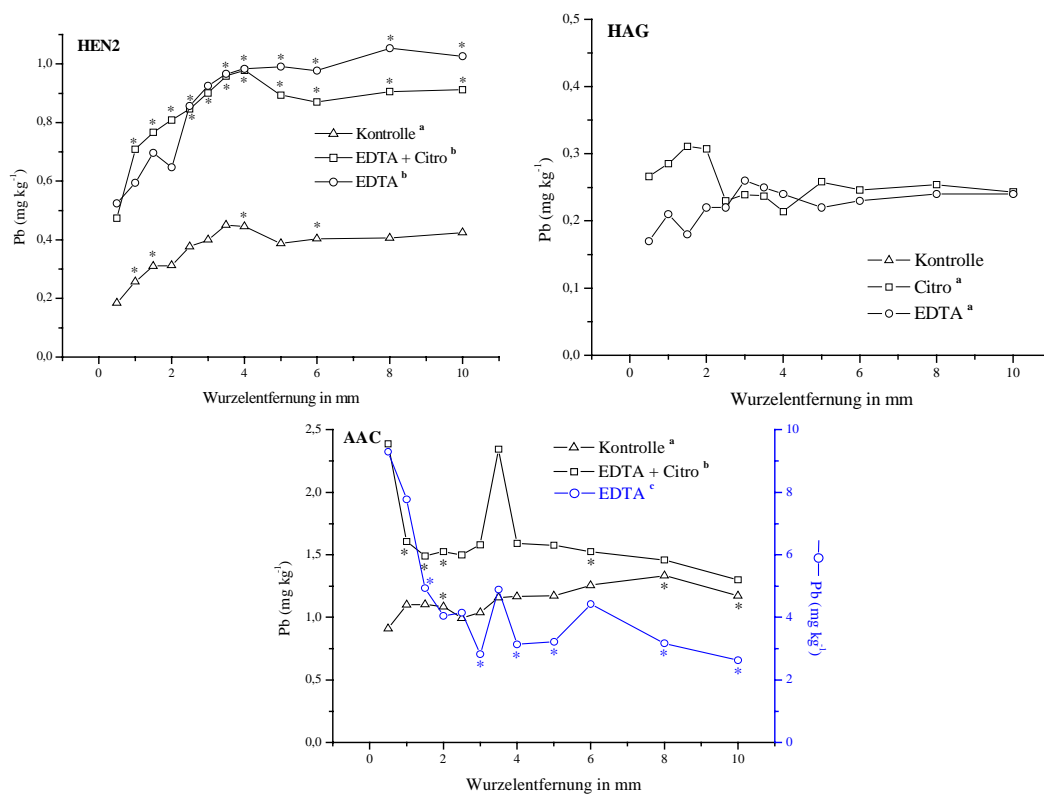 HEN2
Pb (mg kg-1)
1,0
0,8
0,6
0,4
0,2
0,0
Kontrolle a
EDTA + Citro b
EDTA b
0 2 4 6 8 10
Wurzelentfernung in mm
HAG
Pb (mg kg-1)
0,5
0,4
0,3
0,2
0,1
0,0
Kontrolle
Citro a
EDTA a
0 2 4 6 8 10
Wurzelentfernung in mm
AAC
Pb (mg kg-1)
2,5
2,0
1,5
1,0
0,5
0,0
Kontrolle a
EDTA + Citro b
EDTA c
10
8
6
4
2
0
Pb (mg kg-1)
0 2 4 6 8 10
Wurzelentfernung in mm